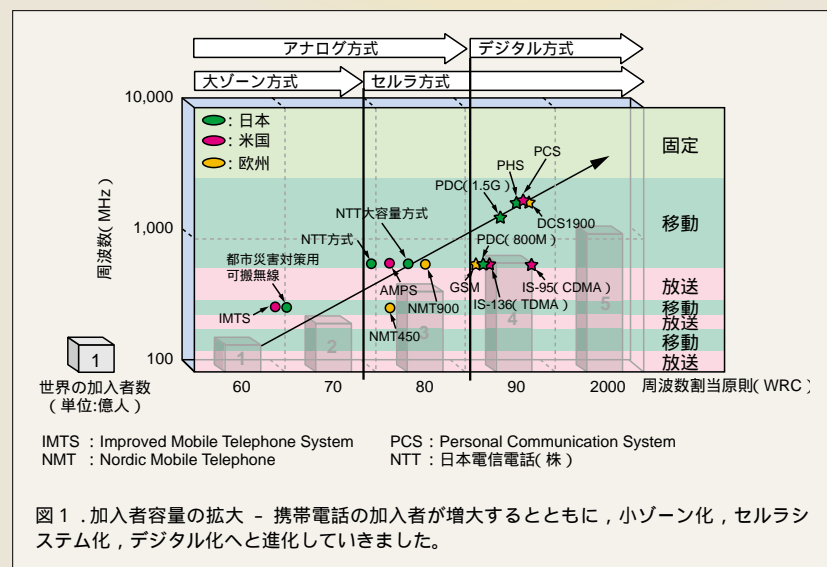 アナログ方式 デジタル方式
大ゾーン方式 セルラ方式
10,000
1,000
100
周波数(MHz)
:日本
:米国
:欧州
固定
移動
放送
移動
放送
移動
放送
PCS
PHS
PDC(1.5G)
DCS1900
NTT大容量方式
NTT方式
PDC(800M)
都市災害対策用
可搬無線
AMPS
GSM
IS-95(CDMA)
IS-136(TDMA)
NMT900
IMTS
NMT450
1
2
3
4
5
1
世界の加入者数
(単位:億人)
60 70 80 90 2000 周波数割当原則(WRC)
IMTS :Improved Mobile Telephone System PCS :Personal Communication System
NMT :Nordic Mobile Telephone NTT :日本電信電話(株)
図1.加入者容量の拡大 - 携帯電話の加入者が増大するとともに,小ゾーン化,セルラシ
ステム化,デジタル化へと進化していきました。